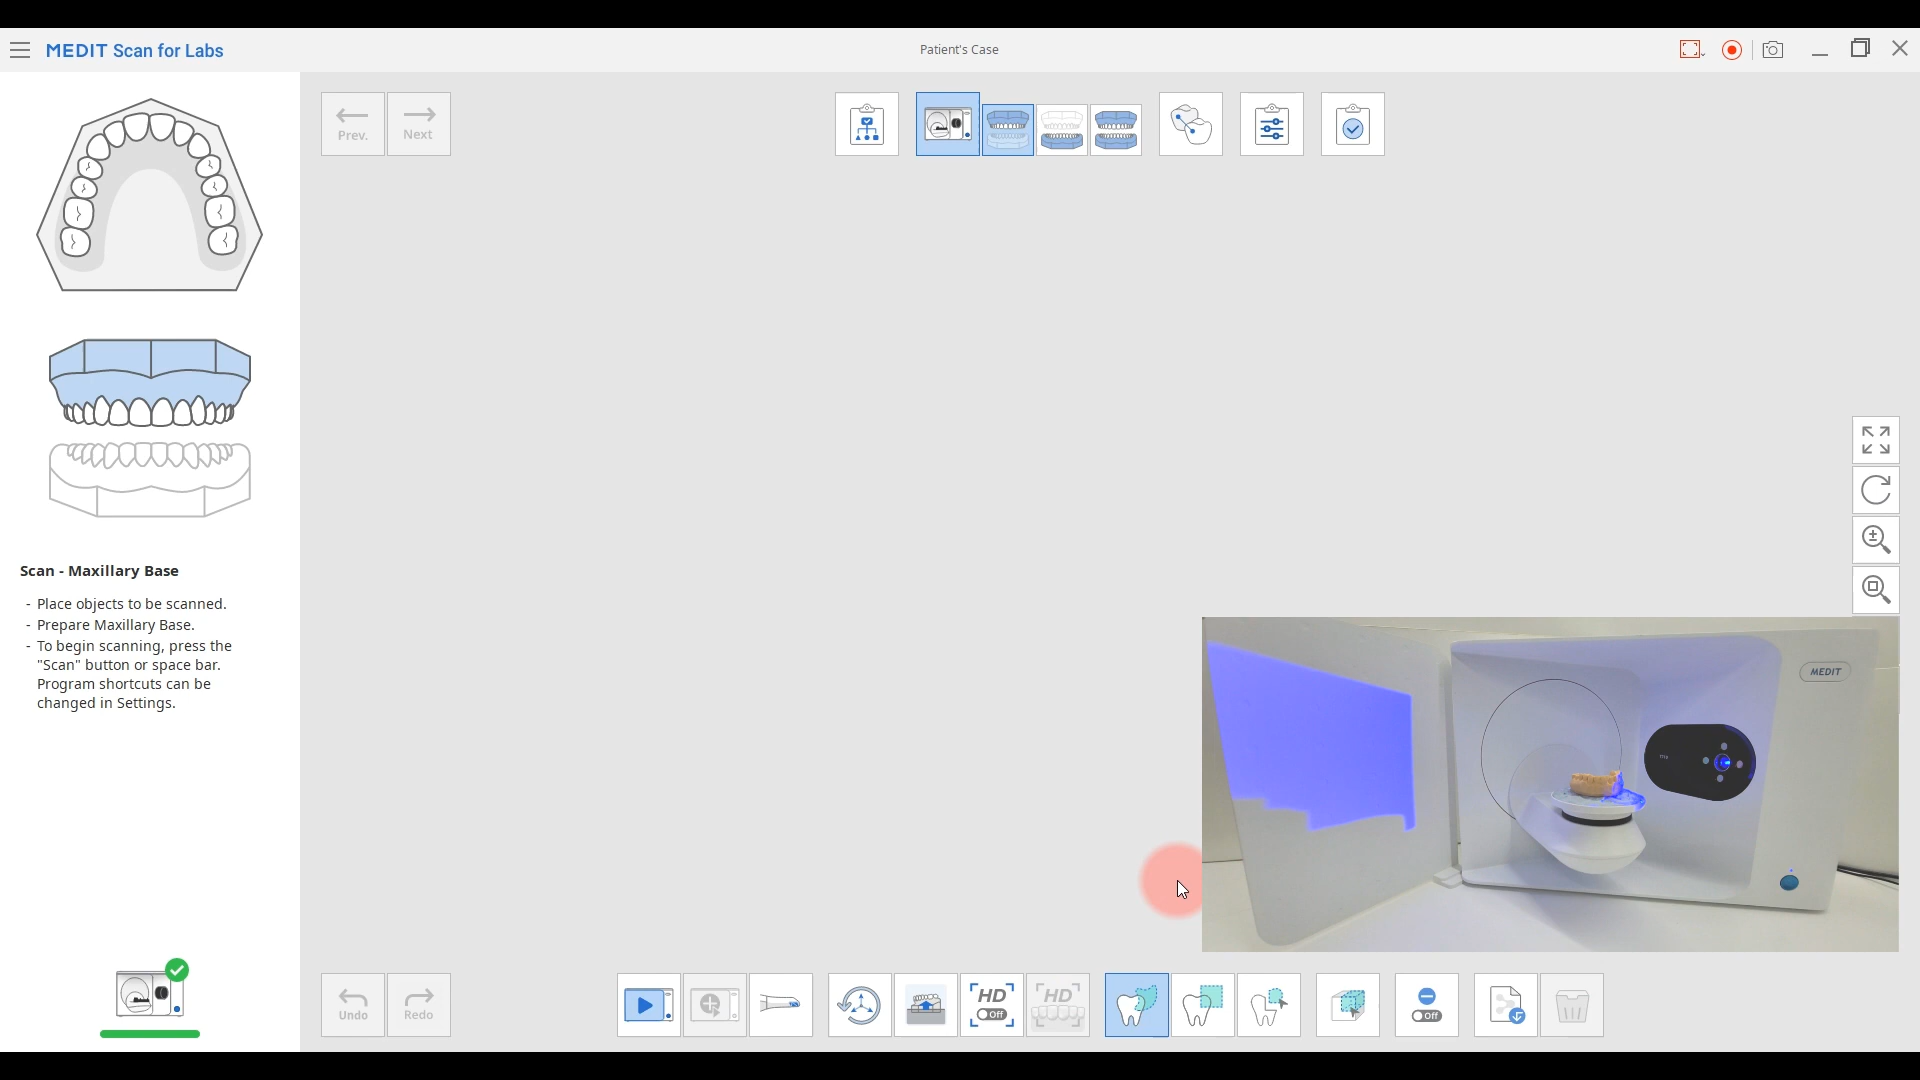 MEDIT Scan for Labs
Patient's Case
Prev.
Next
Scan - Maxillary Base
- Place objects to be scanned.
- Prepare Maxillary Base.
- To begin scanning, press the
"Scan" button or space bar.
Program shortcuts can be
changed in Settings.
MEDIT
Undo
Redo
HD
Off
HD
Off